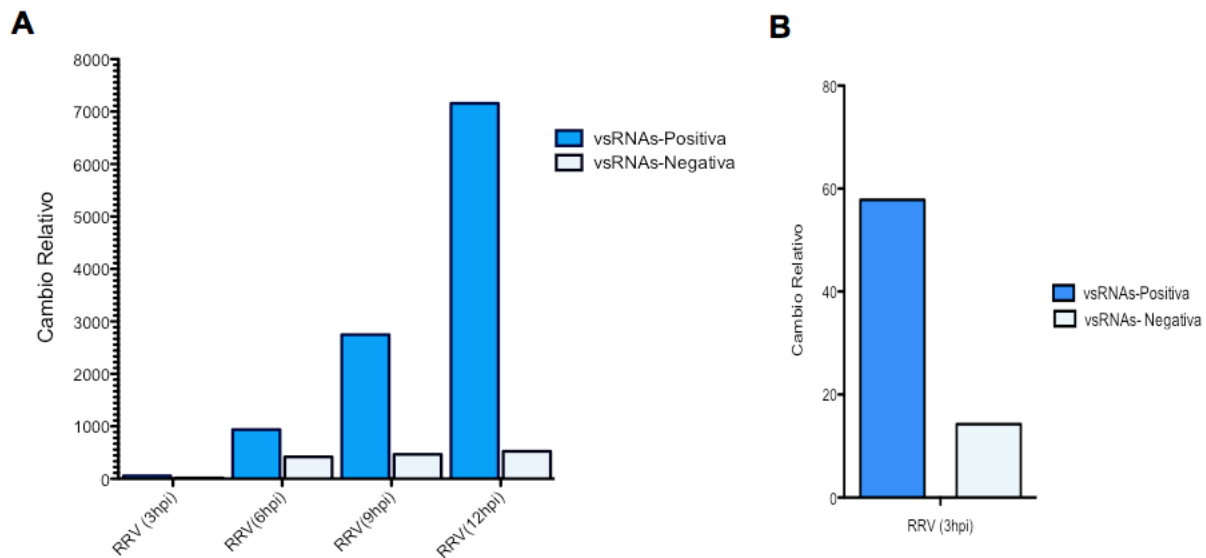 A
8000
7000
6000
5000
4000
3000
2000
1000
0
Cambio Relativo
RRV (3hpi)
RRV(6hpi)
RRV(9hpi)
RRV(12hpi)
vsRNAs-Positiva
vsRNAs-Negativa
B
80
60
40
20
0
Cambio Relativo
RRV (3hpi)
vsRNAs-Positiva
vsRNAs- Negativa